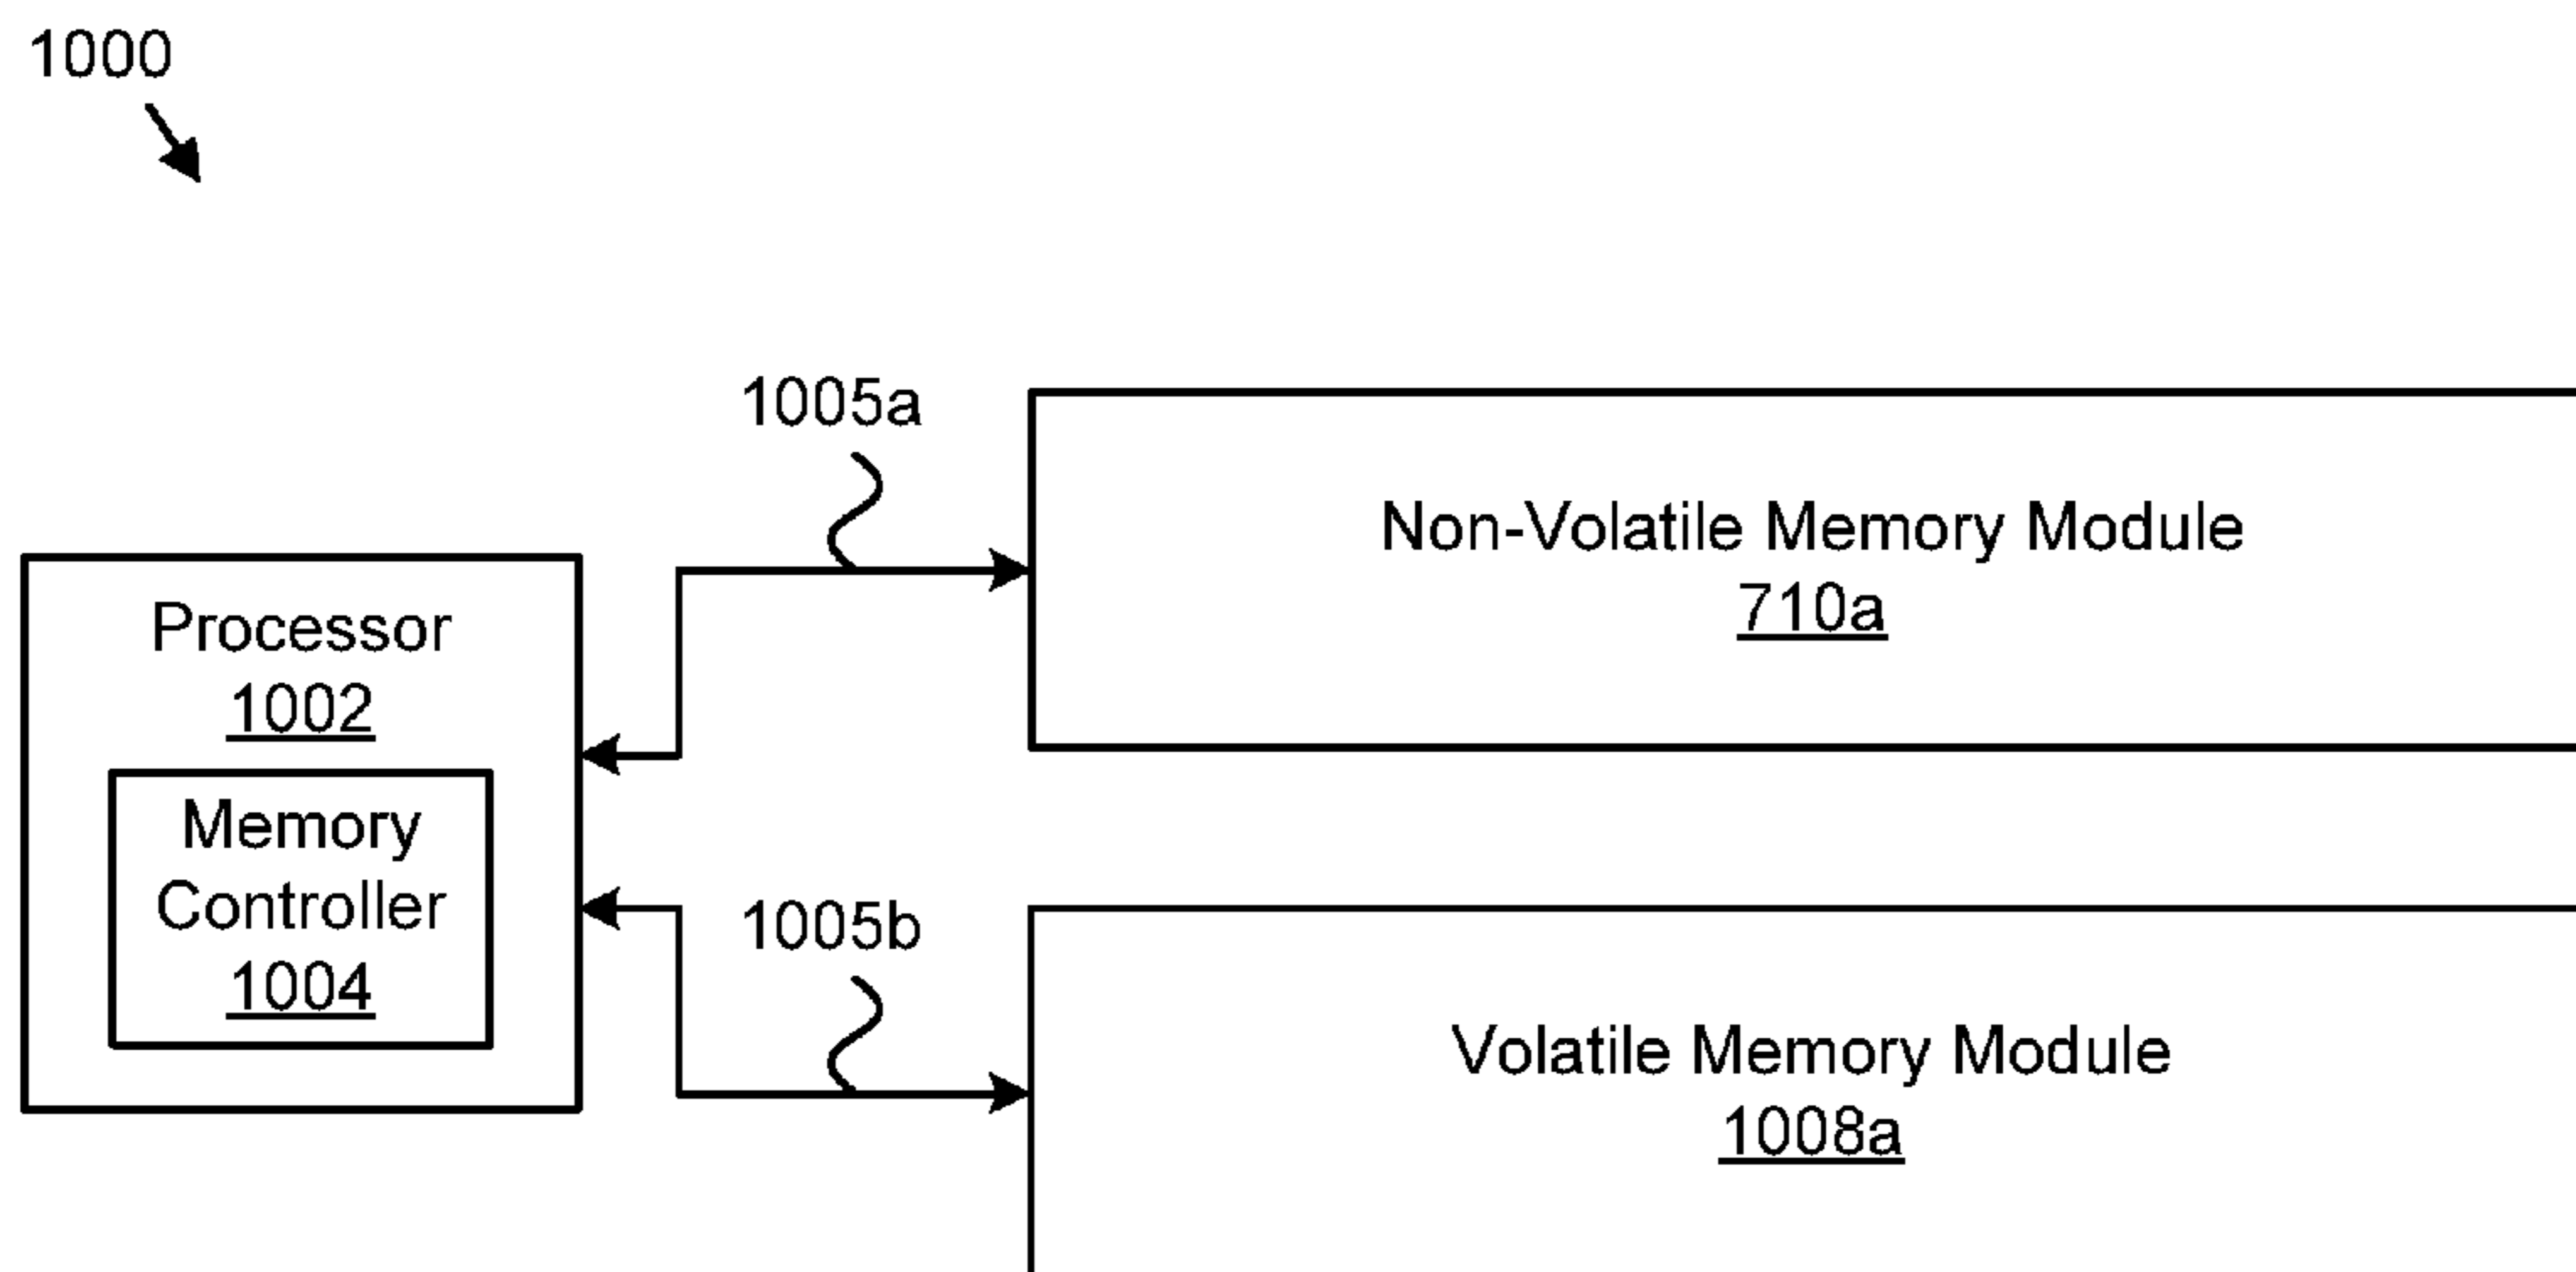 1000
1005a
Non-Volatile Memory Module
710a
Processor
1002
Memory
Controller
1004
1005b
Volatile Memory Module
1008a